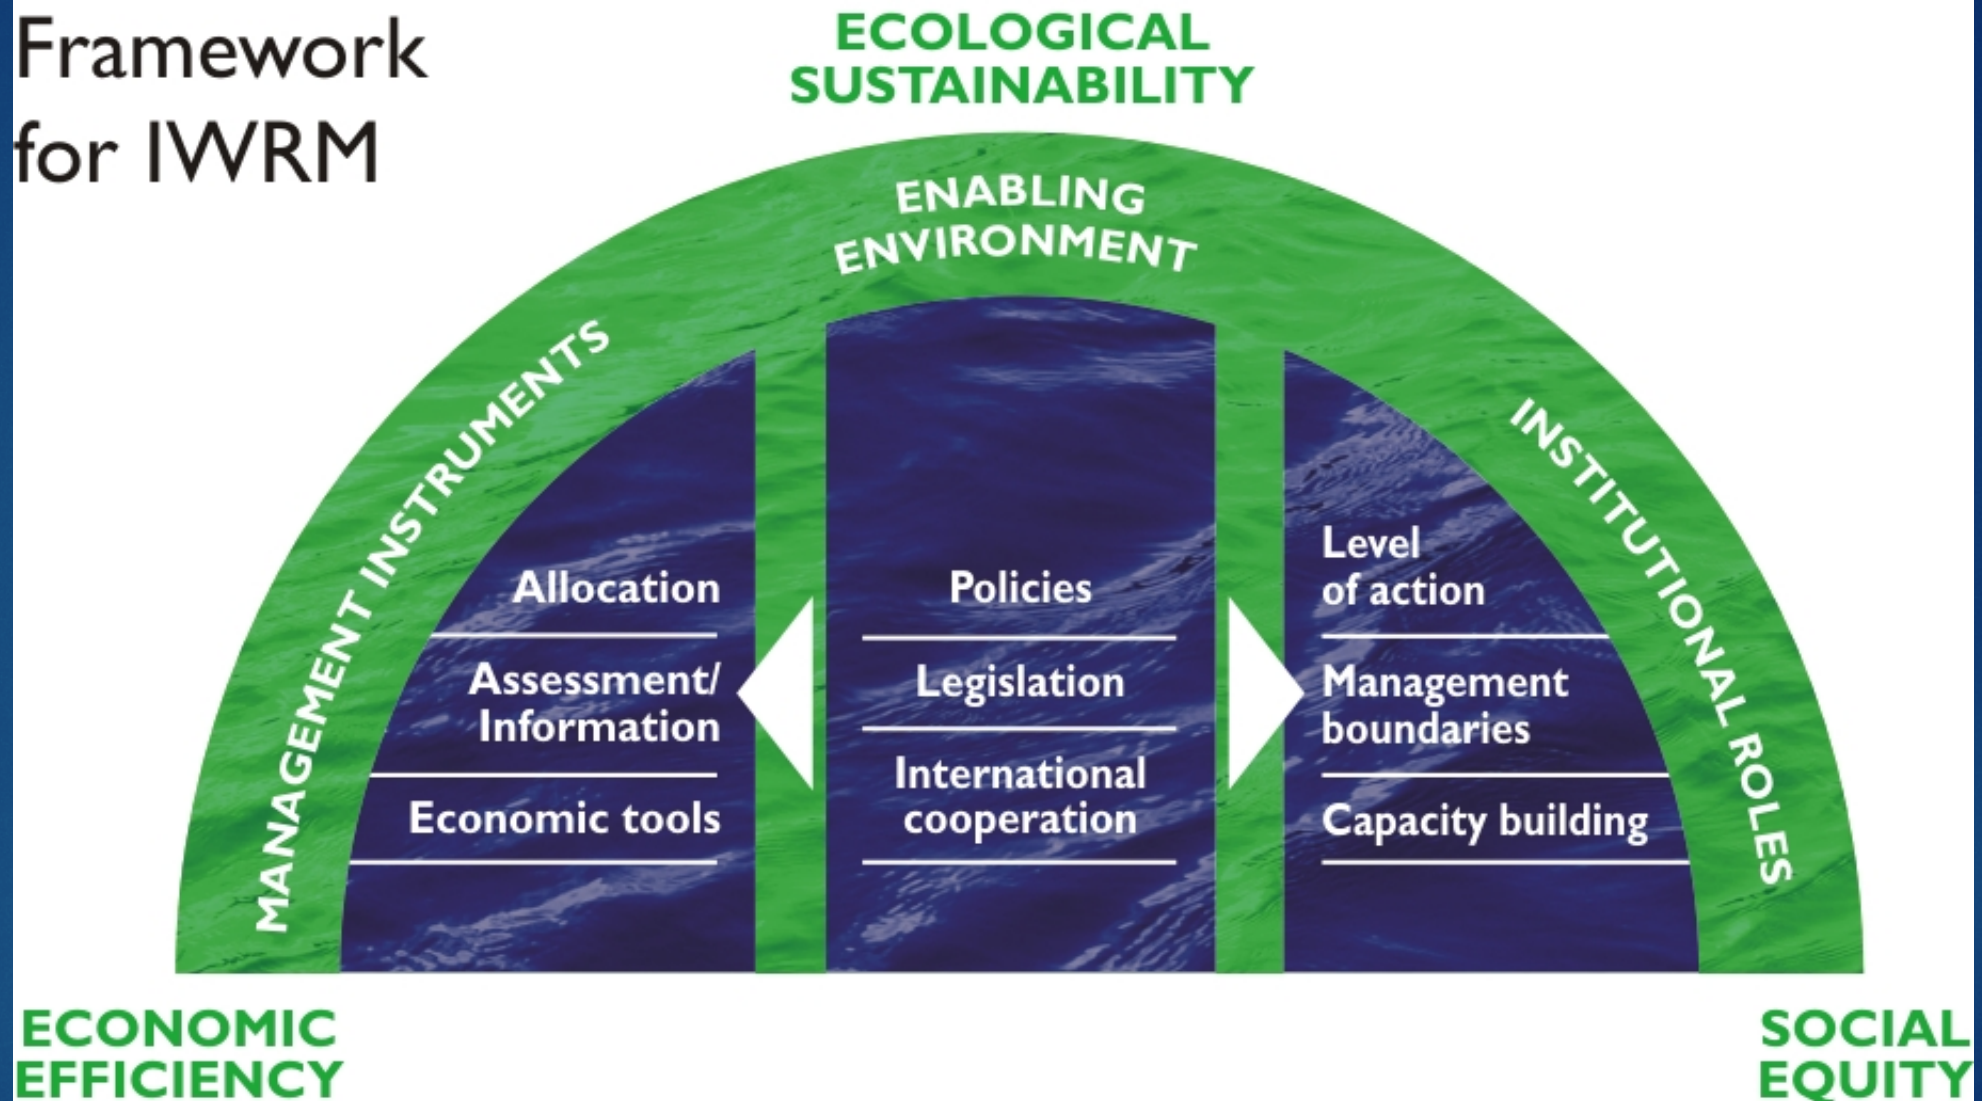 Framework
for IWRM
ECOLOGICAL
SUSTAINABILITY
ENABLING
ENVIRONMENT
MANAGEMENT INSTRUMENTS
INSTITUTIONAL ROLES
Allocation
Assessment/
Information
Economic tools
Policies
Legislation
International
cooperation
Level
of action
Management
boundaries
Capacity building
ECONOMIC
EFFICIENCY
SOCIAL
EQUITY